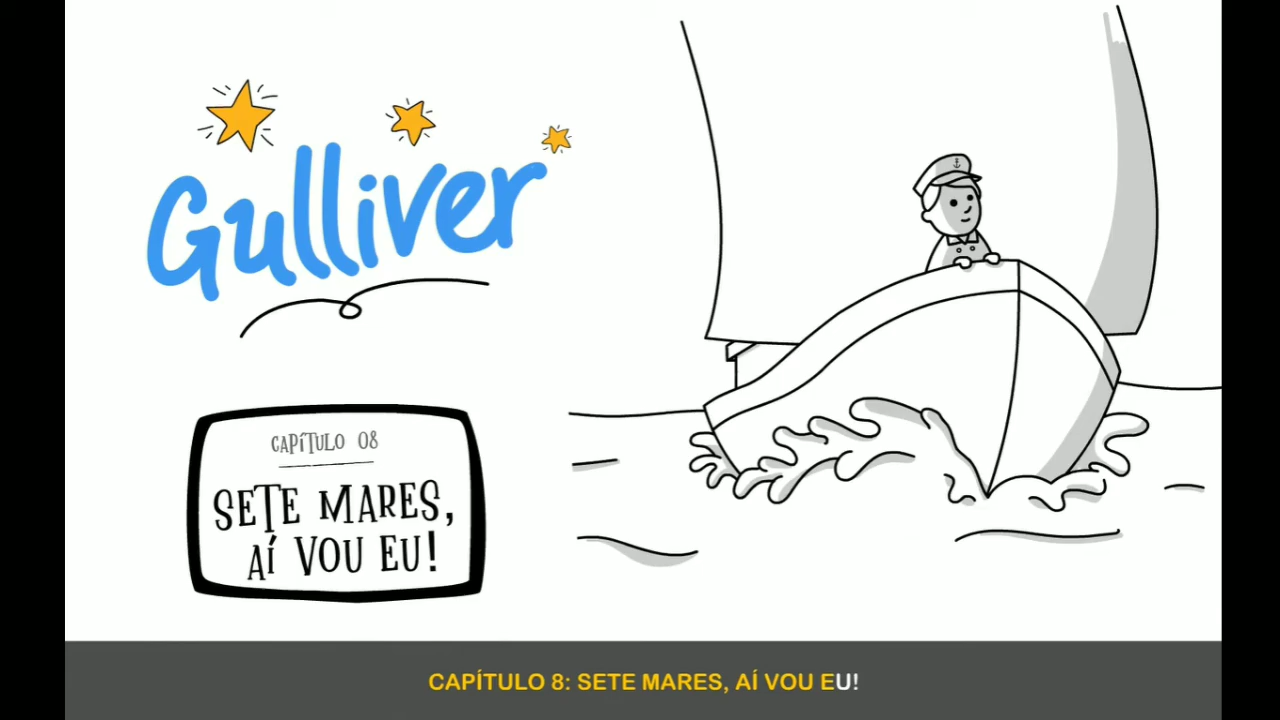 Gulliver
CAPÍTULO 08
SETE MARES,
AÍ VOU EU!
CAPÍTULO 8: SETE MARES, AÍ VOU EU!